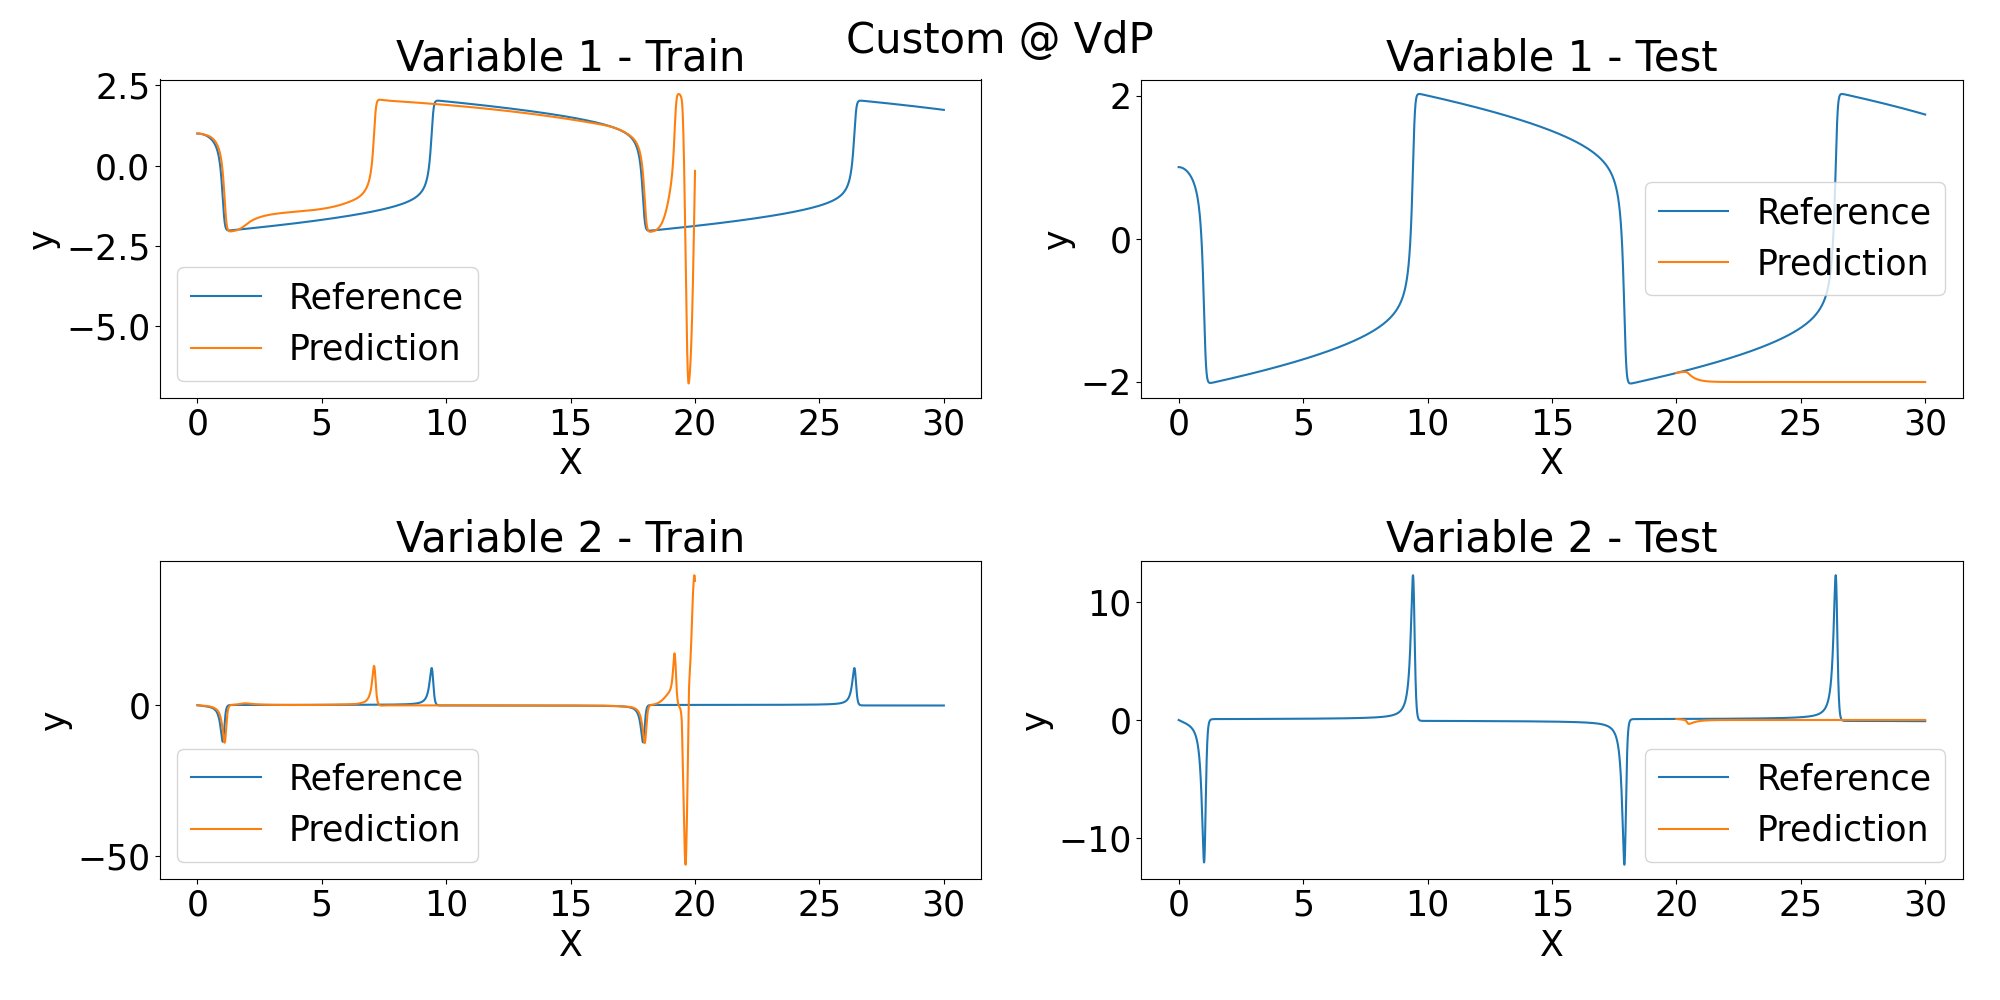 Custom @ VdP
Variable 1 - Train
2.5
0.0
−2.5
−5.0
y
Reference
Prediction
0 5 10 15 20 25 30
X
Variable 1 - Test
2
0
−2
y
Reference
Prediction
0 5 10 15 20 25 30
X
Variable 2 - Train
0
−50
y
Reference
Prediction
0 5 10 15 20 25 30
X
Variable 2 - Test
10
0
−10
y
Reference
Prediction
0 5 10 15 20 25 30
X